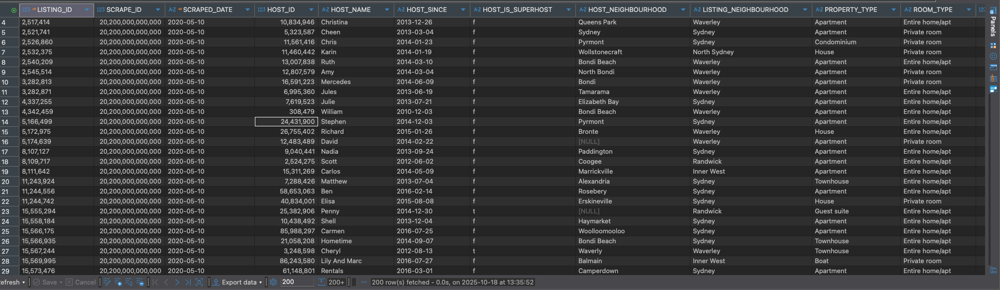 123 LISTING_ID 123 SCRAPE_ID A-Z SCRAPED_DATE 123 HOST_ID A-Z HOST_NAME A-Z HOST_SINCE A-Z HOST_IS_SUPERHOST A-Z HOST_NEIGHBOURHOOD A-Z LISTING_NEIGHBOURHOOD A-Z PROPERTY_TYPE A-Z ROOM_TYPE 123
4 2,517,414 20,200,000,000,000 2020-05-10 10,834,946 Christina 2013-12-26 f Queens Park Waverley Apartment Entire home/apt
5 2,521,741 20,200,000,000,000 2020-05-10 5,323,587 Cheen 2013-03-04 f Sydney Sydney Apartment Private room
6 2,526,860 20,200,000,000,000 2020-05-10 11,561,416 Chris 2014-01-23 f Pyrmont Sydney Condominium Private room
7 2,532,375 20,200,000,000,000 2020-05-10 11,460,442 Karin 2014-01-19 f Wollstonecraft North Sydney House Private room
8 2,540,209 20,200,000,000,000 2020-05-10 13,007,838 Ruth 2014-03-10 f Bondi Beach Waverley Apartment Entire home/apt
9 2,545,514 20,200,000,000,000 2020-05-10 12,807,579 Amy 2014-03-04 f North Bondi Waverley Apartment Private room
10 3,282,813 20,200,000,000,000 2020-05-10 16,591,223 Mercedes 2014-06-09 f Bondi Waverley Apartment Private room
11 3,282,871 20,200,000,000,000 2020-05-10 6,995,360 Jules 2013-06-19 f Tamarama Waverley Apartment Entire home/apt
12 4,337,255 20,200,000,000,000 2020-05-10 7,619,523 Julie 2013-07-21 f Elizabeth Bay Sydney Apartment Entire home/apt
13 4,342,459 20,200,000,000,000 2020-05-10 308,479 William 2010-12-03 f Bondi Beach Waverley Apartment Entire home/apt
14 5,166,499 20,200,000,000,000 2020-05-10 24,431,900 Stephen 2014-12-03 f Pyrmont Sydney Apartment Entire home/apt
15 5,172,975 20,200,000,000,000 2020-05-10 26,755,402 Richard 2015-01-26 f Bronte Waverley House Entire home/apt
16 5,174,639 20,200,000,000,000 2020-05-10 12,483,489 David 2014-02-22 f [NULL] Waverley Apartment Private room
17 8,107,127 20,200,000,000,000 2020-05-10 9,040,441 Nadia 2013-09-24 f Paddington Sydney Apartment Entire home/apt
18 8,109,717 20,200,000,000,000 2020-05-10 2,524,275 Scott 2012-06-02 f Coogee Randwick Apartment Entire home/apt
19 8,111,642 20,200,000,000,000 2020-05-10 15,311,269 Carlos 2014-05-09 f Marrickville Inner West Apartment Entire home/apt
20 11,243,924 20,200,000,000,000 2020-05-10 7,288,426 Matthew 2013-07-04 f Alexandria Sydney Townhouse Entire home/apt
21 11,244,556 20,200,000,000,000 2020-05-10 58,653,063 Ben 2016-02-14 f Rosebery Sydney Apartment Entire home/apt
22 11,244,742 20,200,000,000,000 2020-05-10 40,834,001 Elisa 2015-08-08 f Erskineville Sydney House Private room
23 15,555,294 20,200,000,000,000 2020-05-10 25,382,906 Penny 2014-12-30 t [NULL] Randwick Guest suite Entire home/apt
24 15,558,184 20,200,000,000,000 2020-05-10 10,438,492 Shell 2013-12-04 f Haymarket Sydney Apartment Entire home/apt
25 15,566,175 20,200,000,000,000 2020-05-10 85,988,297 Carmen 2016-07-25 f Woolloomooloo Sydney Apartment Entire home/apt
26 15,566,935 20,200,000,000,000 2020-05-10 21,058,208 Hometime 2014-09-07 f Bondi Beach Sydney Townhouse Entire home/apt
27 15,567,244 20,200,000,000,000 2020-05-10 3,248,598 Cheryl 2012-08-13 t Waverly Waverley Townhouse Entire home/apt
28 15,569,995 20,200,000,000,000 2020-05-10 86,243,580 Lily And Marc 2016-07-27 f Balmain Inner West Boat Private room
29 15,573,476 20,200,000,000,000 2020-05-10 61,148,801 Rentals 2016-03-01 f Camperdown Sydney Apartment Entire home/apt
Panels
efresh Save Cancel Export data 200 200+ ... 200 row(s) fetched - 0.0s, on 2025-10-18 at 13:35:52